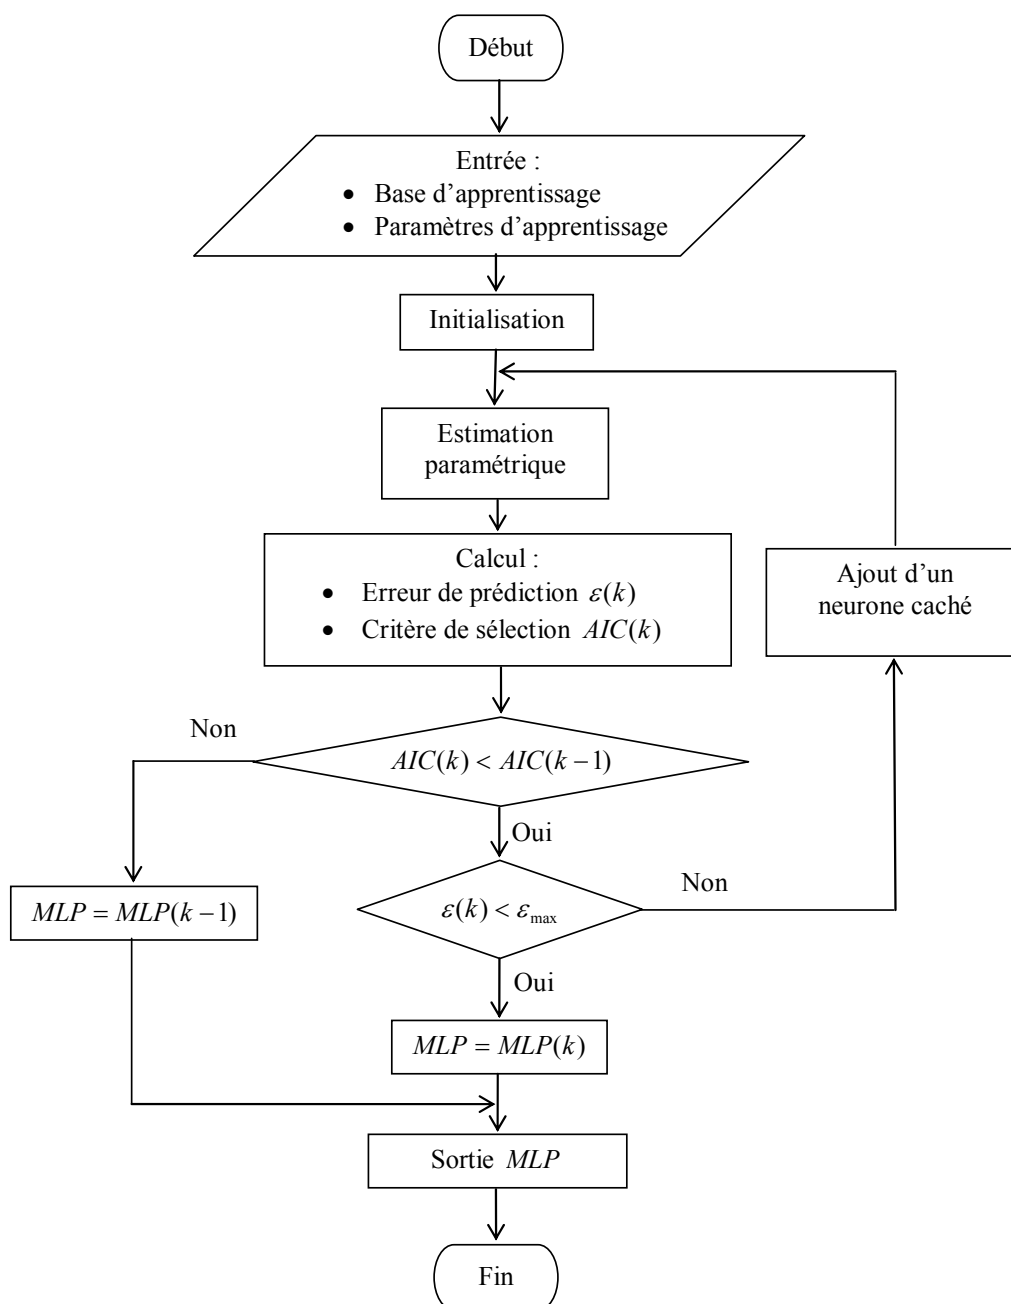 Début
Entrée :
• Base d’apprentissage
• Paramètres d’apprentissage
Initialisation
Estimation
paramétrique
Calcul :
• Erreur de prédiction ε(k)
• Critère de sélection AIC(k)
Ajout d’un
neurone caché
Non
AIC(k) < AIC(k−1)
Oui
Non
MLP = MLP(k−1)
ε(k) < ε_max
Oui
MLP = MLP(k)
Sortie MLP
Fin